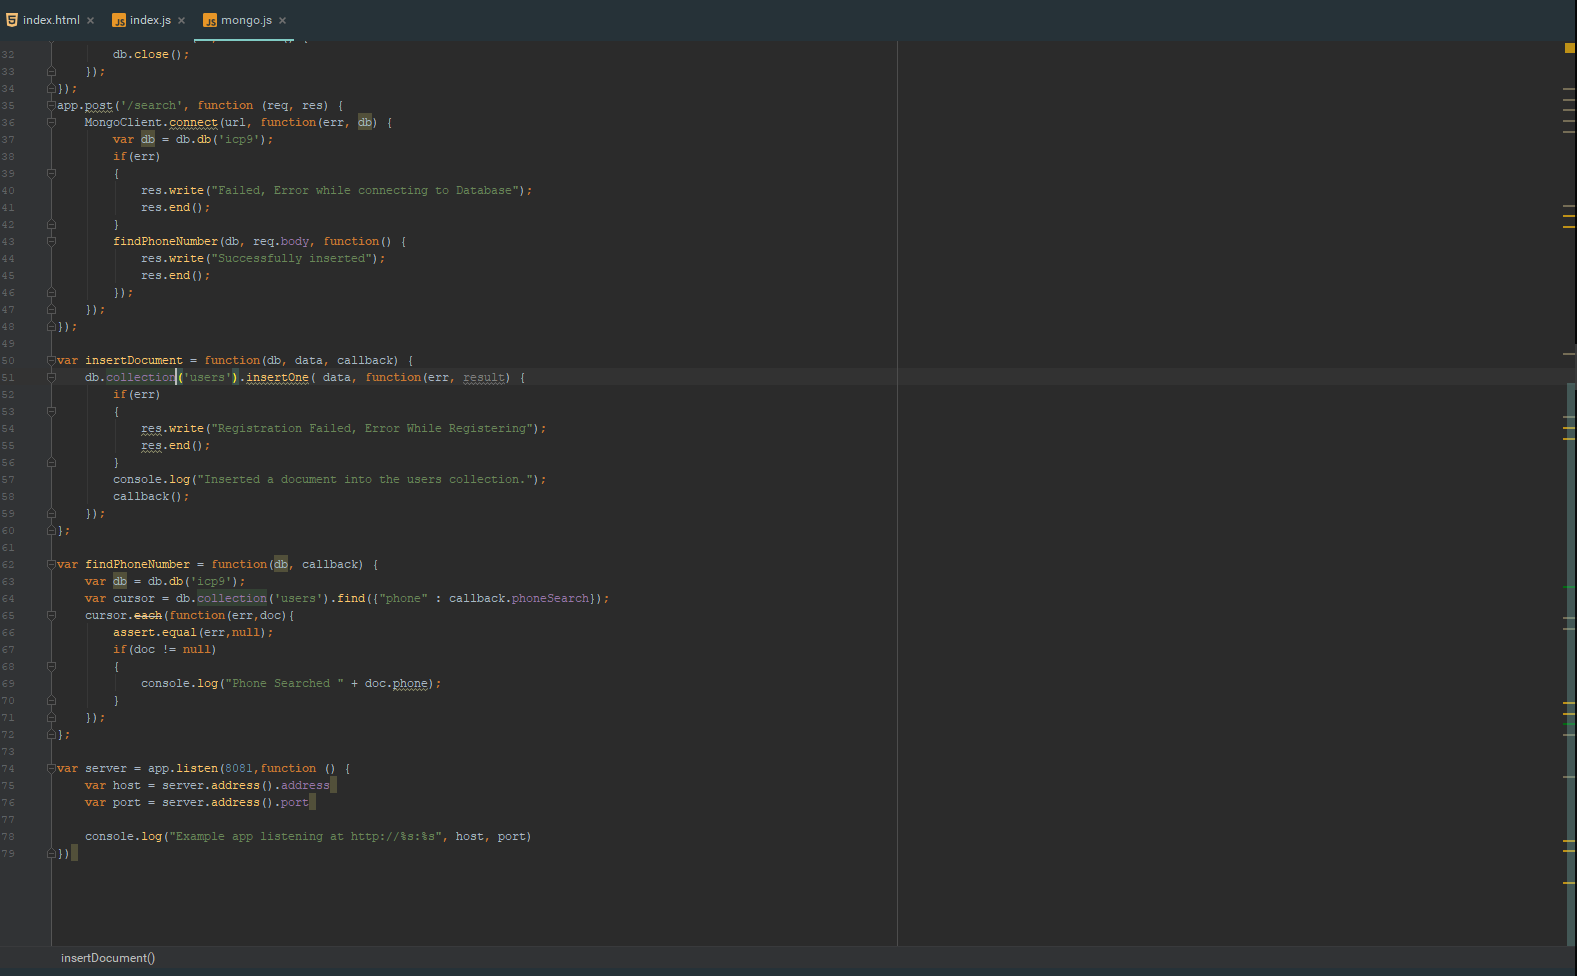 index.html × index.js × mongo.js ×
32 db.close();
33 });
34 });
35 app.post('/search', function (req, res) {
36 MongoClient.connect(url, function(err, db) {
37 var db = db.db('icp9');
38 if(err)
39 {
40 res.write("Failed, Error while connecting to Database");
41 res.end();
42 }
43 findPhoneNumber(db, req.body, function() {
44 res.write("Successfully inserted");
45 res.end();
46 });
47 });
48 });
49
50 var insertDocument = function(db, data, callback) {
51 db.collection('users').insertOne( data, function(err, result) {
52 if(err)
53 {
54 res.write("Registration Failed, Error While Registering");
55 res.end();
56 }
57 console.log("Inserted a document into the users collection.");
58 callback();
59 });
60 };
61
62 var findPhoneNumber = function(db, callback) {
63 var db = db.db('icp9');
64 var cursor = db.collection('users').find({"phone" : callback.phoneSearch});
65 cursor.each(function(err,doc){
66 assert.equal(err,null);
67 if(doc != null)
68 {
69 console.log("Phone Searched " + doc.phone);
70 }
71 });
72 };
73
74 var server = app.listen(8081,function () {
75 var host = server.address().address
76 var port = server.address().port
77
78 console.log("Example app listening at http://%s:%s", host, port)
79 })
insertDocument()